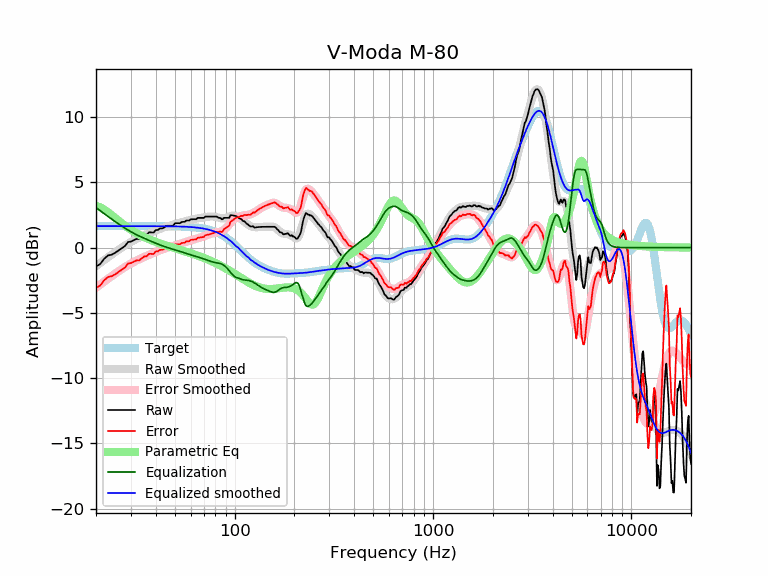 V-Moda M-80
Amplitude (dBr)
10
5
0
−5
−10
−15
−20
Target
Raw Smoothed
Error Smoothed
Raw
Error
Parametric Eq
Equalization
Equalized smoothed
100
1000
10000
Frequency (Hz)